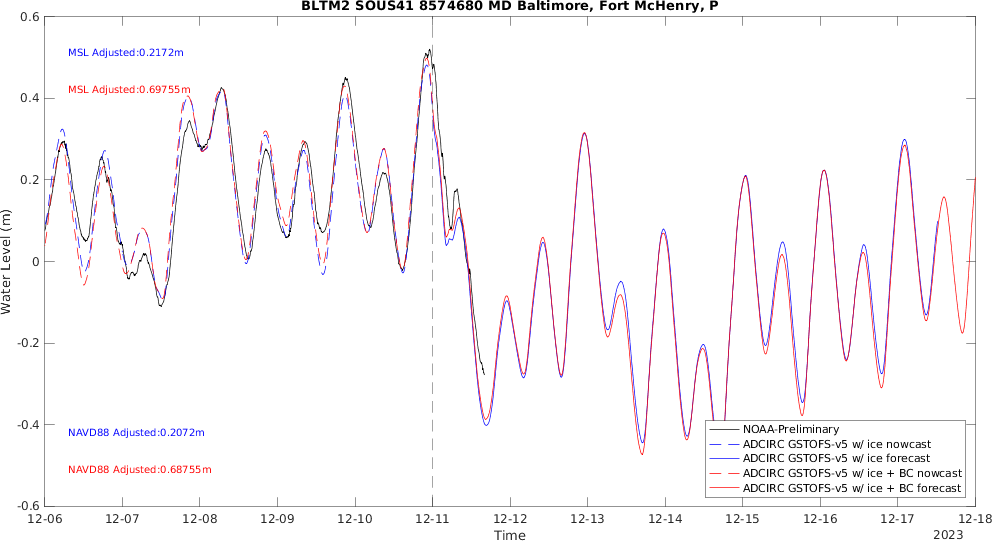 BLTM2 SOUS41 8574680 MD Baltimore, Fort McHenry, P
MSL Adjusted:0.2172m
MSL Adjusted:0.69755m
NAVD88 Adjusted:0.2072m
NAVD88 Adjusted:0.68755m
Water Level (m)
0.6
0.4
0.2
0
-0.2
-0.4
-0.6
NOAA-Preliminary
ADCIRC GSTOFS-v5 w/ ice nowcast
ADCIRC GSTOFS-v5 w/ ice forecast
ADCIRC GSTOFS-v5 w/ ice + BC nowcast
ADCIRC GSTOFS-v5 w/ ice + BC forecast
12-06 12-07 12-08 12-09 12-10 12-11 12-12 12-13 12-14 12-15 12-16 12-17 12-18
Time
2023